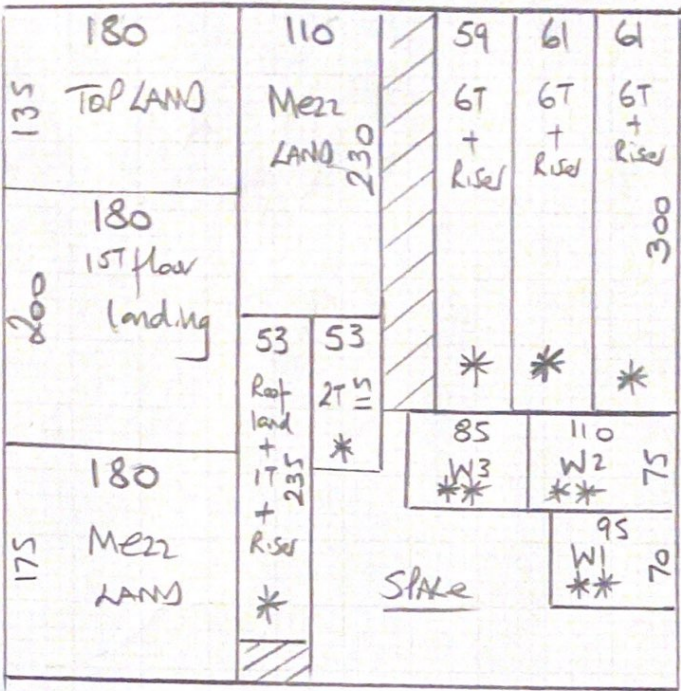 180
135
TOP LAND
110
Mezz
LAND
230
59
6T
+
Riser
*
61
6T
+
Riser
*
61
6T
+
Riser
300
*
180
200
1ST floor
landing
53
Roof
land
+
1T
+
Riser
235
*
53
2T
115
*
180
175
Mezz
LAND
85
W3
**
110
W2
**
75
95
W1
**
70
SPARE